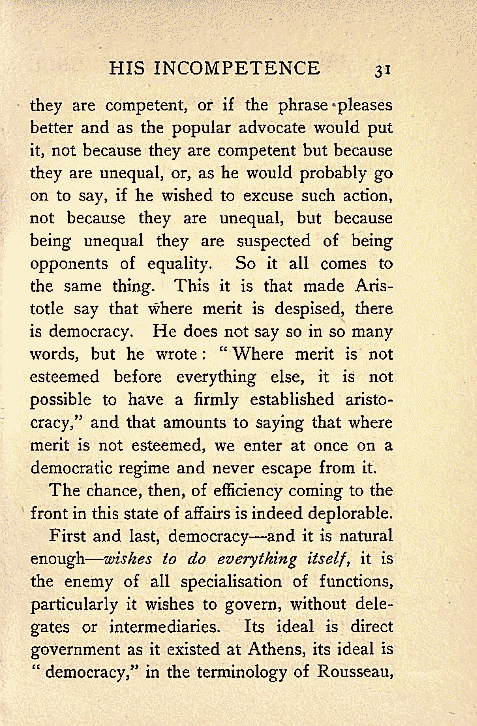 HIS INCOMPETENCE 31
they are competent, or if the phrase pleases
better and as the popular advocate would put
it, not because they are competent but because
they are unequal, or, as he would probably go
on to say, if he wished to excuse such action,
not because they are unequal, but because
being unequal they are suspected of being
opponents of equality. So it all comes to
the same thing. This it is that made Aris-
totle say that where merit is despised, there
is democracy. He does not say so in so many
words, but he wrote: “Where merit is not
esteemed before everything else, it is not
possible to have a firmly established aristo-
cracy,” and that amounts to saying that where
merit is not esteemed, we enter at once on a
democratic regime and never escape from it.
The chance, then, of efficiency coming to the
front in this state of affairs is indeed deplorable.
First and last, democracy—and it is natural
enough—wishes to do everything itself, it is
the enemy of all specialisation of functions,
particularly it wishes to govern, without dele-
gates or intermediaries. Its ideal is direct
government as it existed at Athens, its ideal is
“democracy,” in the terminology of Rousseau,